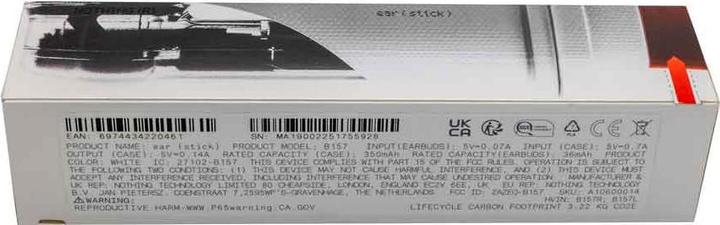 NOTHING (R)
ear (stick)
EAN: 6974434220461
SN: MA19002251755928
UK
CA
CE
PRODUCT NAME: ear (stick) PRODUCT MODEL: B157 INPUT(EARBUDS): 5V⎓0.07A INPUT (CASE): 5V⎓0.7A
OUTPUT (CASE): 5V⎓0.14A RATED CAPACITY (CASE): 350mAH RATED CAPACITY(EARBUDS): 36mAH PRODUCT
COLOR: WHITE THIS DEVICE COMPLIES WITH PART 15 OF THE FCC RULES. OPERATION IS SUBJECT TO
THE FOLLOWING TWO CONDITIONS: (1) THIS DEVICE MAY NOT CAUSE HARMFUL INTERFERENCE, AND (2) THIS DEVICE MUST
ACCEPT ANY INTERFERENCE RECEIVED, INCLUDING INTERFERENCE THAT MAY CAUSE UNDESIRED OPERATION MANUFACTURER &
UK REP: NOTHING TECHNOLOGY LIMITED 80 CHEAPSIDE, LONDON, ENGLAND EC2V 6EE, UK EU REP: NOTHING TECHNOLOGY
B.V JAN PIETERSZ. COENSTRAAT 7,2595WP'S-GRAVENHAGE, THE NETHERLANDS FCC ID: SKU: A10600014
WARNING:
REPRODUCTIVE HARM-WWW.P65warning.CA.GOV
HVIN: B157R, B157L
LIFECYCLE CARBON FOOTPRINT 3.22 KG CO2E